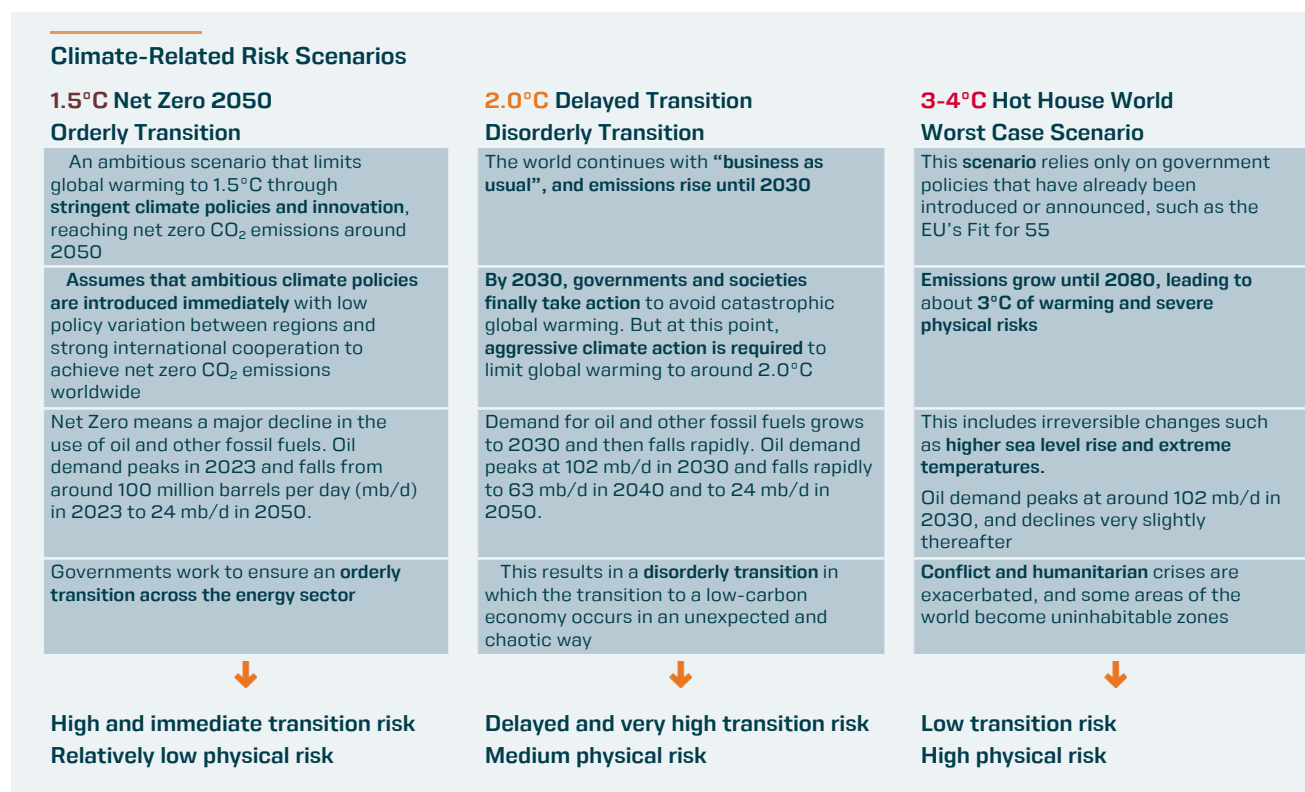 Climate-Related Risk Scenarios
1.5°C Net Zero 2050
Orderly Transition
An ambitious scenario that limits
global warming to 1.5°C through
stringent climate policies and innovation,
reaching net zero CO₂ emissions around
2050
Assumes that ambitious climate policies
are introduced immediately with low
policy variation between regions and
strong international cooperation to
achieve net zero CO₂ emissions
worldwide
Net Zero means a major decline in the
use of oil and other fossil fuels. Oil
demand peaks in 2023 and falls from
around 100 million barrels per day (mb/d)
in 2023 to 24 mb/d in 2050.
Governments work to ensure an orderly
transition across the energy sector
High and immediate transition risk
Relatively low physical risk
2.0°C Delayed Transition
Disorderly Transition
The world continues with “business as
usual”, and emissions rise until 2030
By 2030, governments and societies
finally take action to avoid catastrophic
global warming. But at this point,
aggressive climate action is required to
limit global warming to around 2.0°C
Demand for oil and other fossil fuels grows
to 2030 and then falls rapidly. Oil demand
peaks at 102 mb/d in 2030 and falls rapidly
to 63 mb/d in 2040 and to 24 mb/d in
2050.
This results in a disorderly transition in
which the transition to a low-carbon
economy occurs in an unexpected and
chaotic way
Delayed and very high transition risk
Medium physical risk
3-4°C Hot House World
Worst Case Scenario
This scenario relies only on government
policies that have already been
introduced or announced, such as the
EU’s Fit for 55
Emissions grow until 2080, leading to
about 3°C of warming and severe
physical risks
This includes irreversible changes such
as higher sea level rise and extreme
temperatures.
Oil demand peaks at around 102 mb/d in
2030, and declines very slightly
thereafter
Conflict and humanitarian crises are
exacerbated, and some areas of the
world become uninhabitable zones
Low transition risk
High physical risk